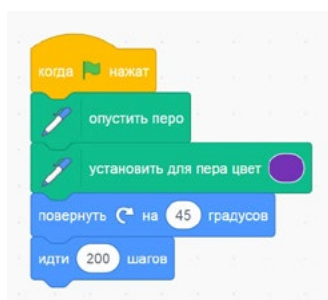 когда нажат
опустить перо
установить для пера цвет
повернуть на 45 градусов
идти 200 шагов